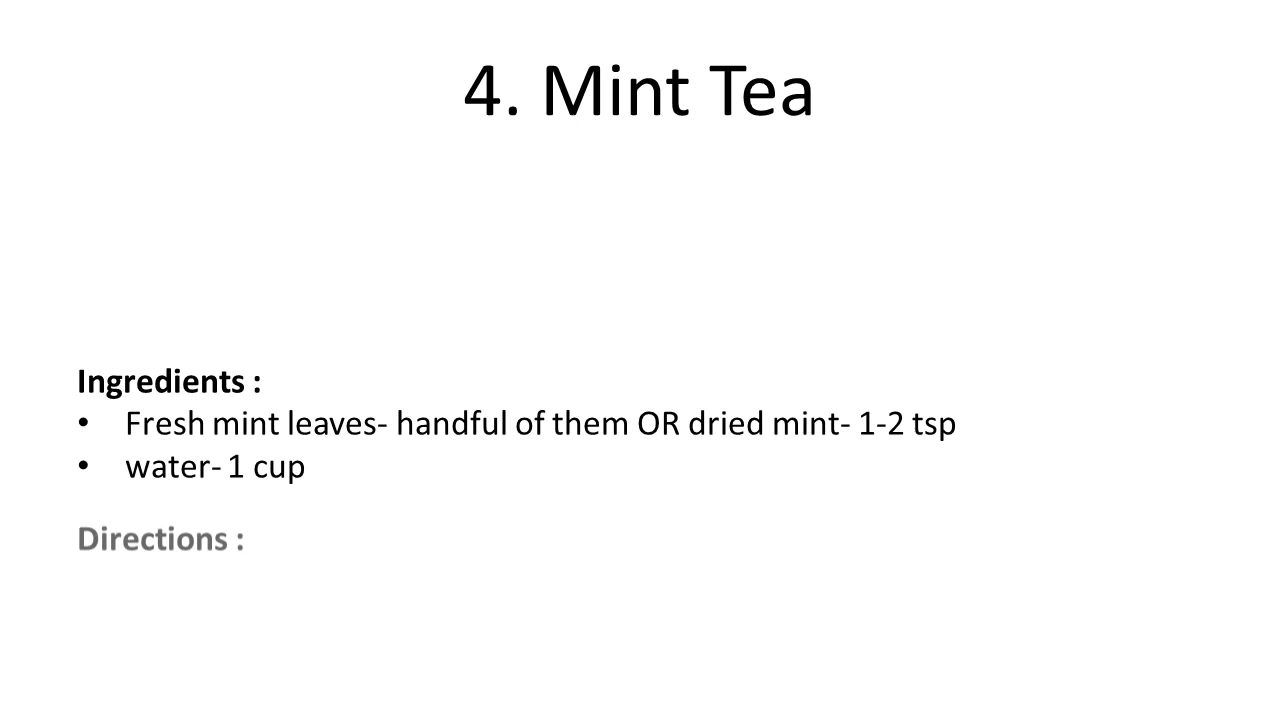 4. Mint Tea
Ingredients :
• Fresh mint leaves- handful of them OR dried mint- 1-2 tsp
• water- 1 cup
Directions :